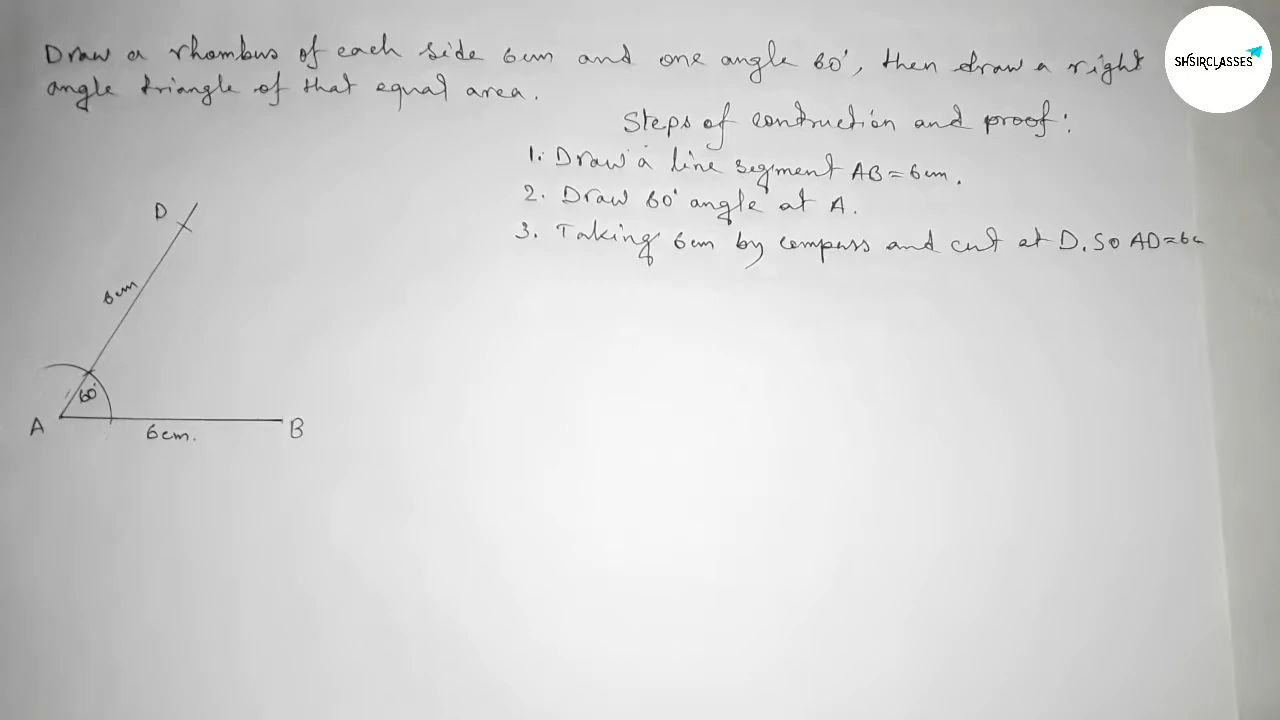 Draw a rhombus of each side 6cm and one angle 60°, then draw a right
angle triangle of that equal area.
SHSIRCLASSES
Steps of contruction and proof:
1. Draw a line segment AB = 6cm.
2. Draw 60° angle at A.
3. Taking 6cm by compass and cut at D. So AD = 6c
D
6cm
60°
A
6cm.
B